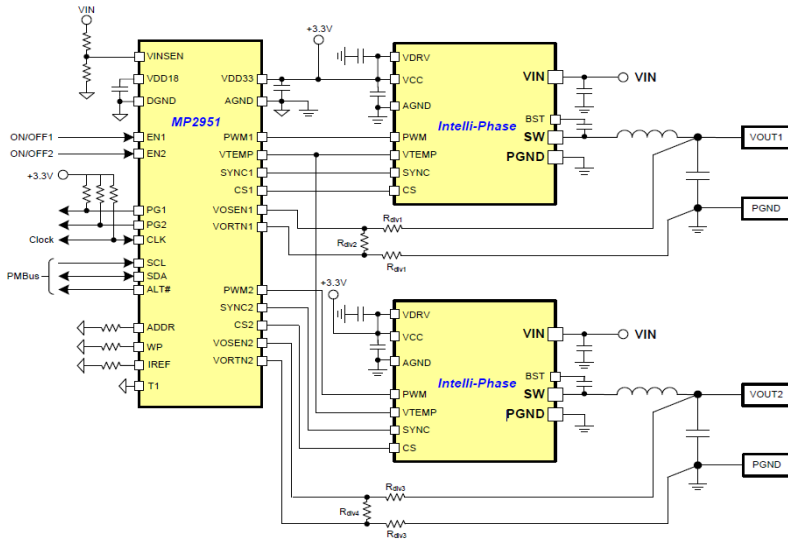 VIN
VINSEN
VDD18
DGND
MP2951
VDD33
AGND
+3.3V
ON/OFF1
EN1
ON/OFF2
EN2
+3.3V
PG1
PG2
Clock
CLK
PMBus
SCL
SDA
ALT#
ADDR
WP
IREF
T1
PWM1
VTEMP
SYNC1
CS1
VOSEN1
VORTN1
PWM2
SYNC2
CS2
VOSEN2
VORTN2
VDRV
VCC
AGND
Intelli-Phase
PWM
VTEMP
SYNC
CS
VIN
VIN
BST
SW
PGND
VOUT1
PGND
Rdiv1
Rdiv2
Rdiv1
+3.3V
VDRV
VCC
AGND
Intelli-Phase
PWM
VTEMP
SYNC
CS
VIN
VIN
BST
SW
PGND
VOUT2
PGND
Rdiv3
Rdiv4
Rdiv3